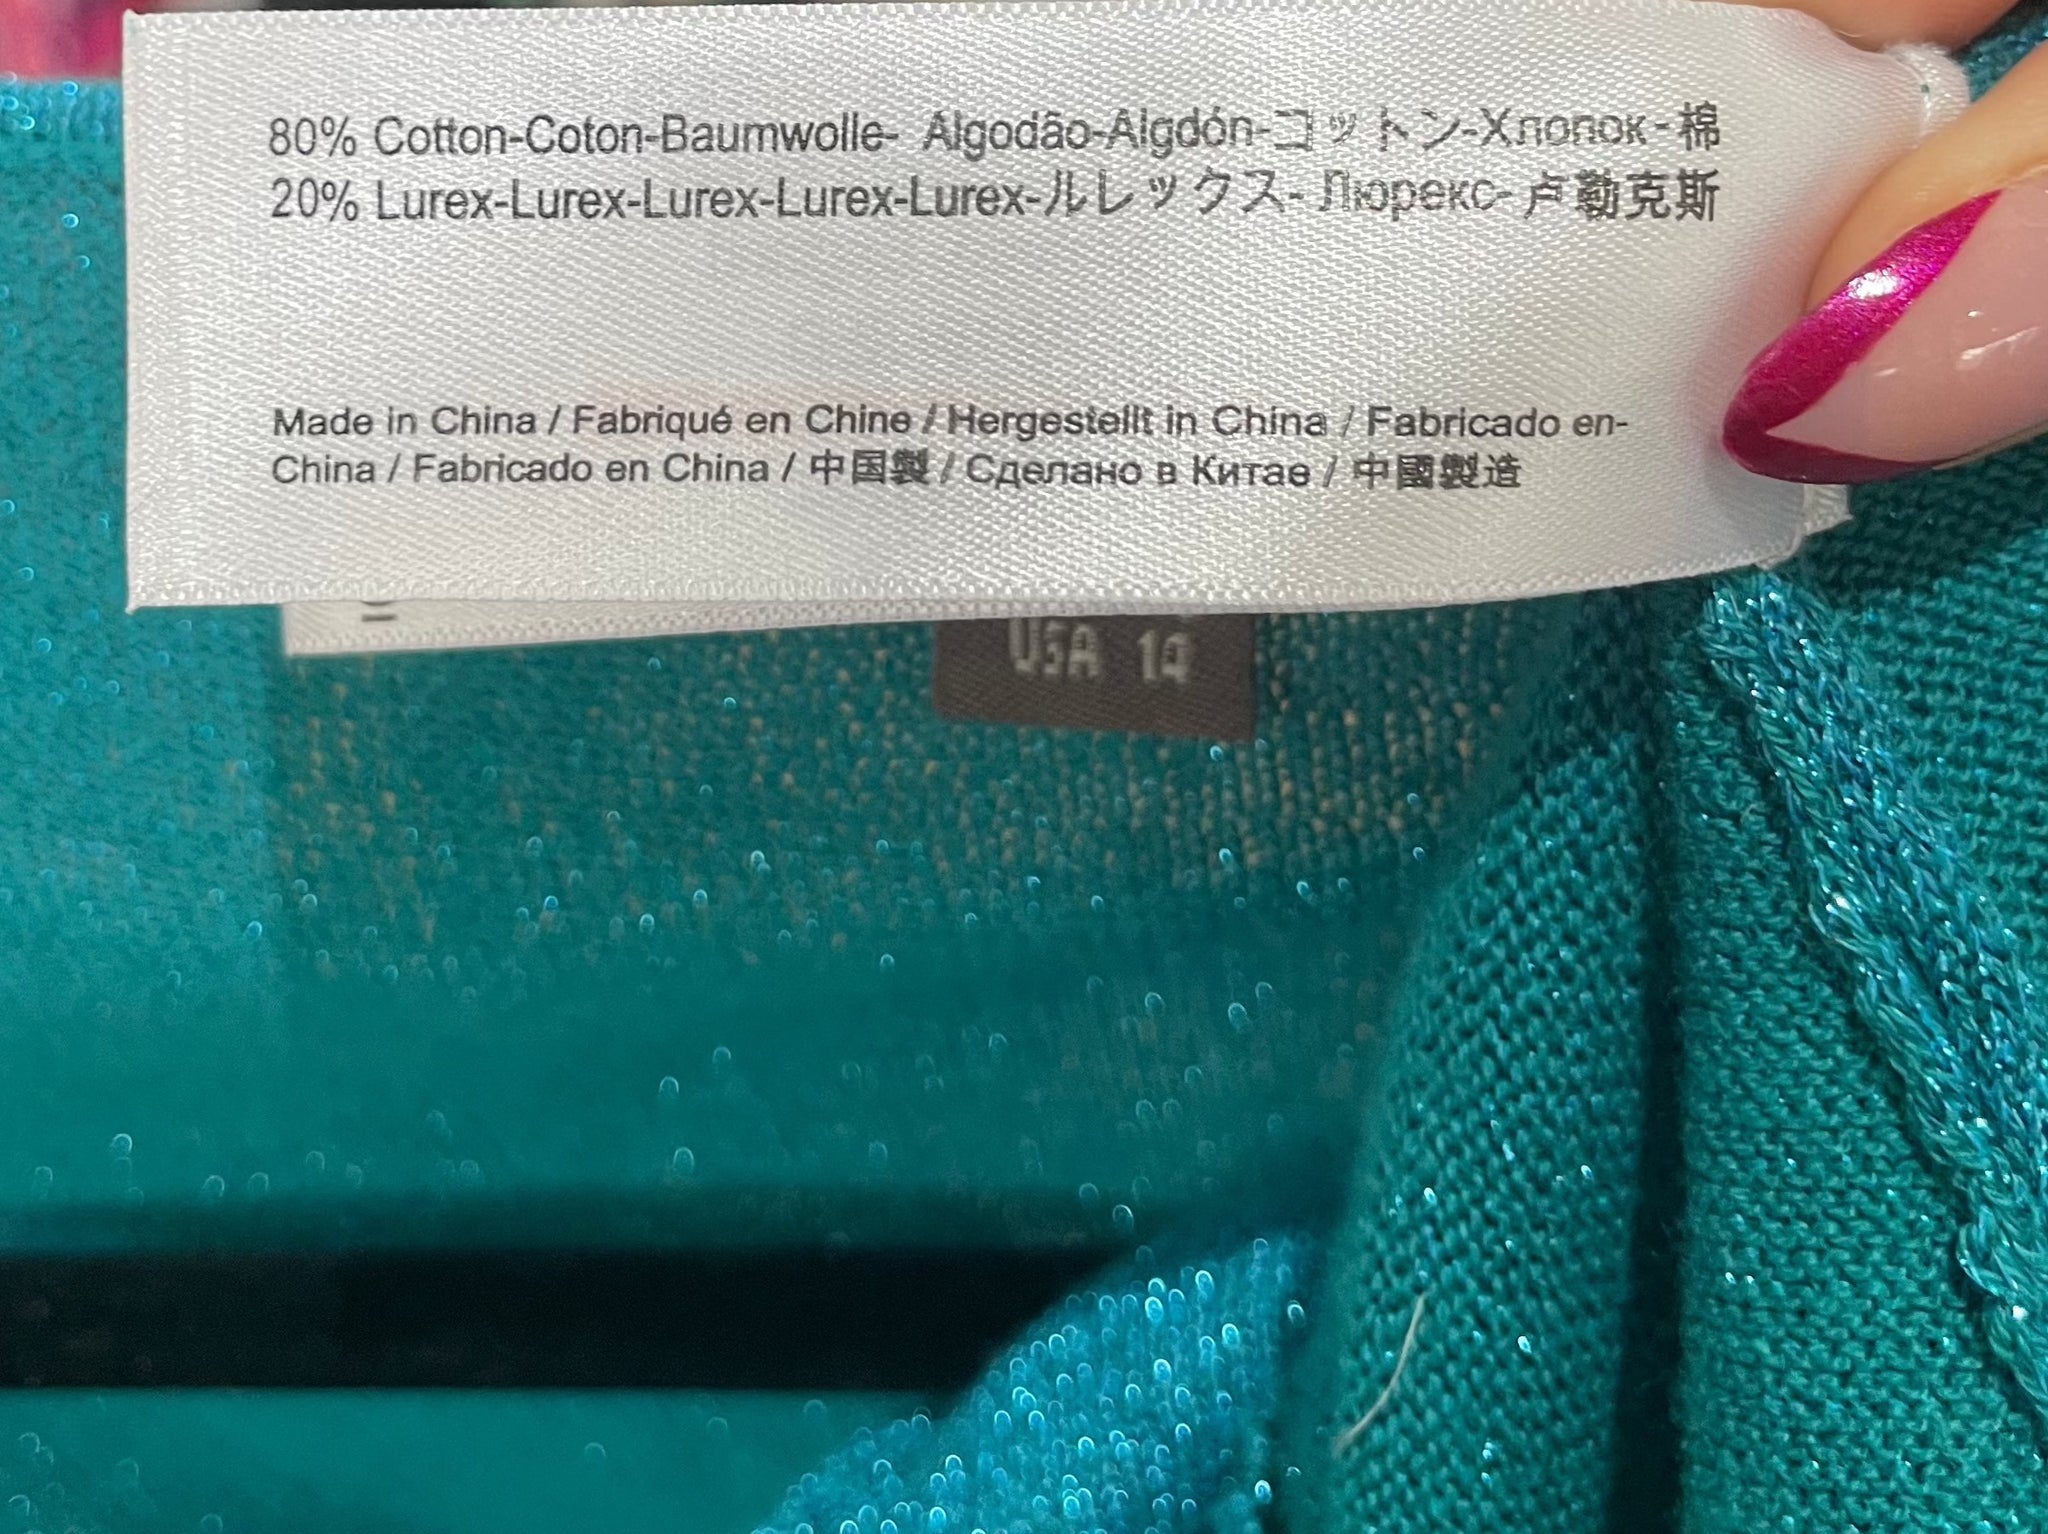 80% Cotton-Coton-Baumwolle- Algodão-Algdón-コットン-Хлопок-棉
20% Lurex-Lurex-Lurex-Lurex-Lurex-ルレックス- Люрекс-卢勒克斯
Made in China / Fabriqué en Chine / Hergestellt in China / Fabricado en-
China / Fabricado en China / 中国製 / Сделано в Китае / 中國製造
USA 14